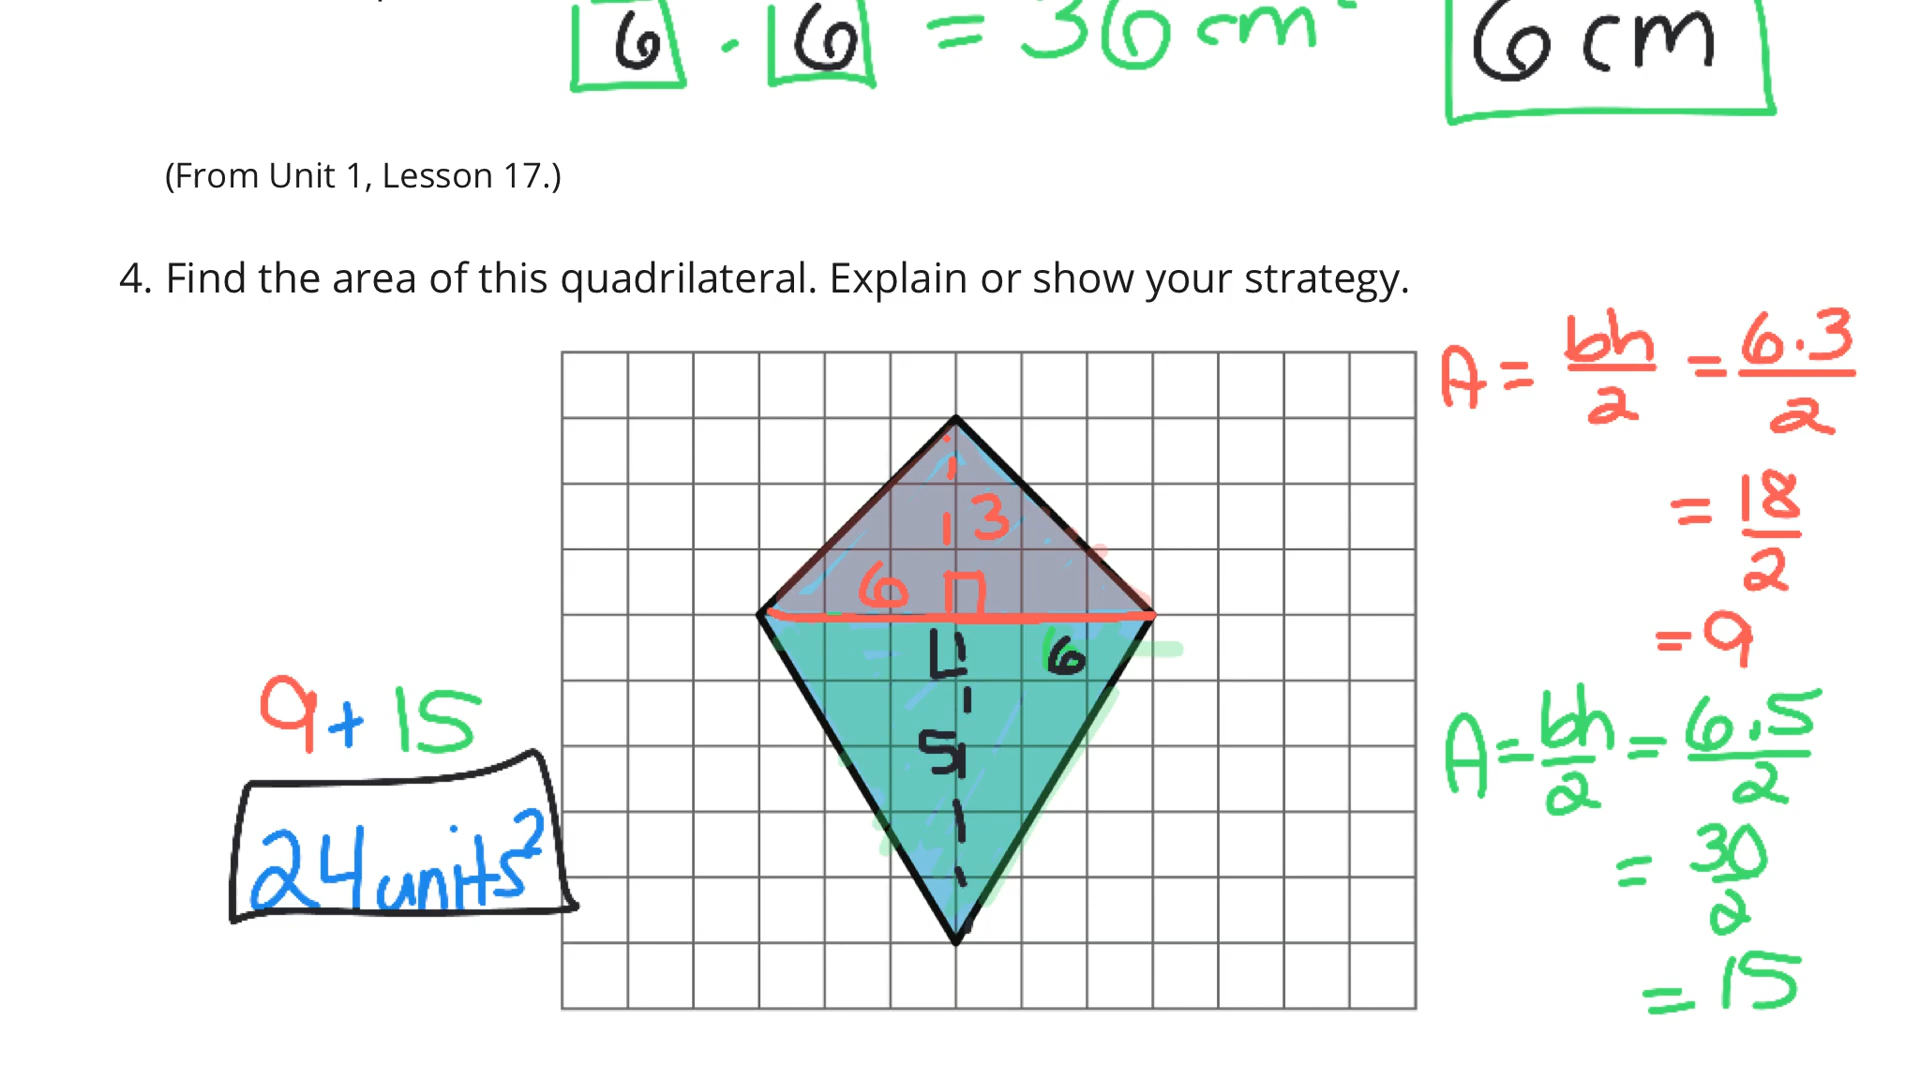 6 · 6 = 36 cm² 6 cm
(From Unit 1, Lesson 17.)
4. Find the area of this quadrilateral. Explain or show your strategy.
A = bh/2 = 6·3/2
= 18/2
= 9
3
6
6
5
9 + 15
24 units²
A = bh/2 = 6·5/2
= 30/2
= 15